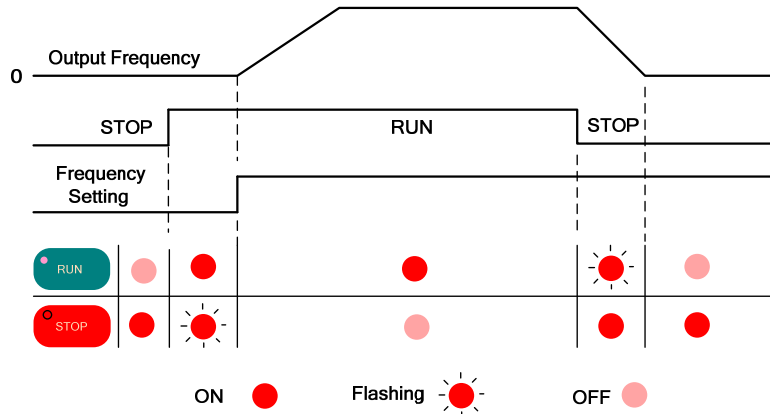 Output Frequency
0
STOP
RUN
STOP
Frequency
Setting
RUN
STOP
ON
Flashing
OFF